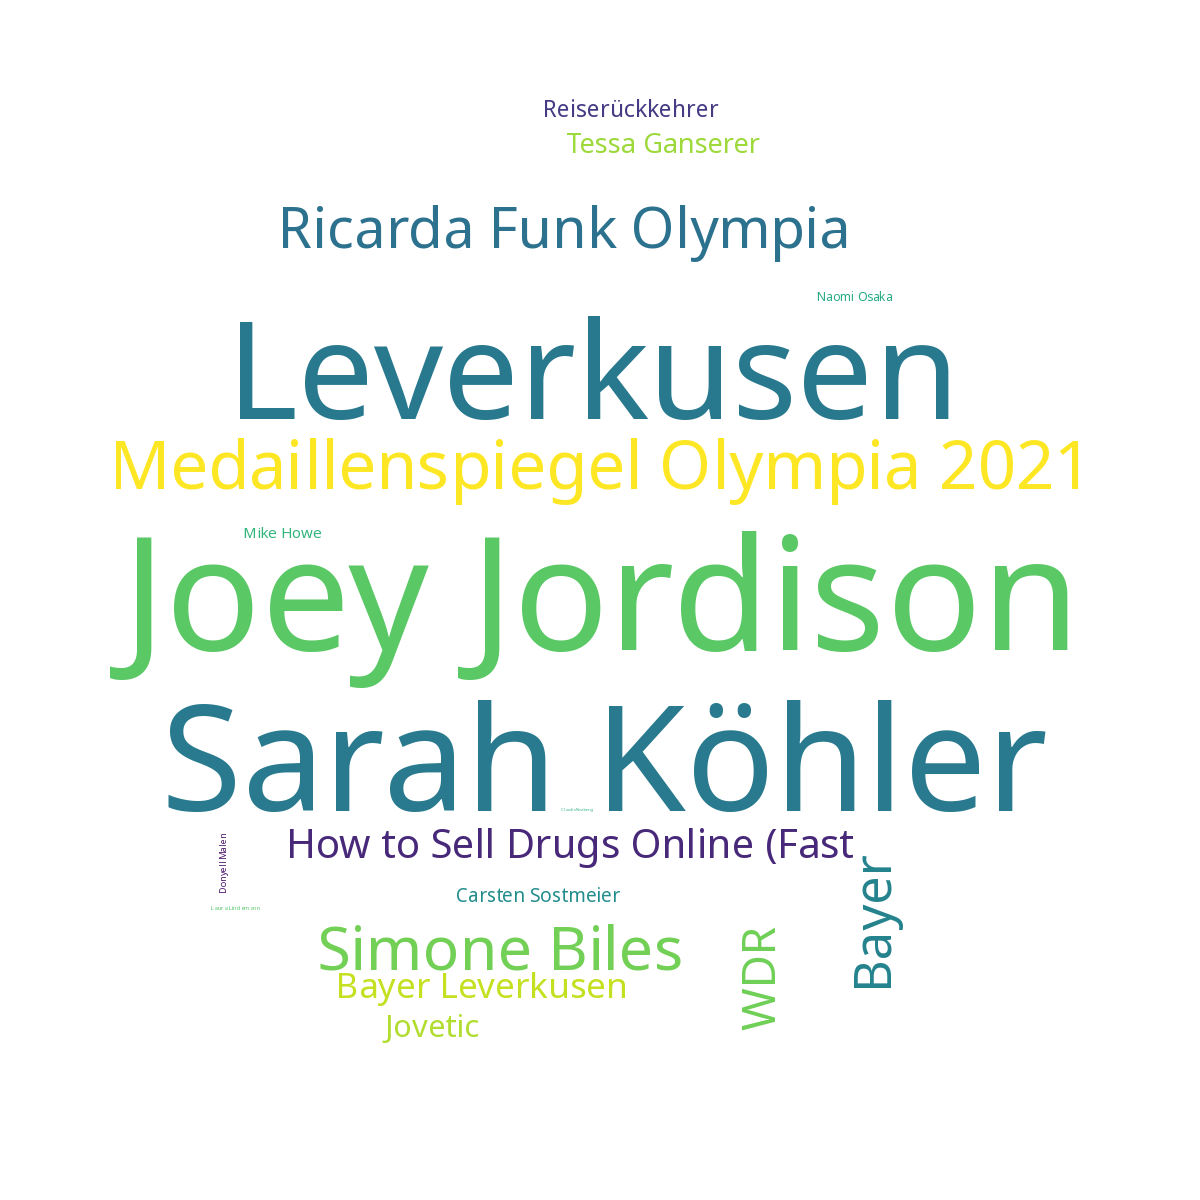 Reiserückkehrer
Tessa Ganserer
Ricarda Funk Olympia
Naomi Osaka
Leverkusen
Medaillenspiegel Olympia 2021
Mike Howe
Joey Jordison
Sarah Köhler
How to Sell Drugs Online (Fast
Donyell Malen
Bayer
Carsten Sostmeier
Laura Lindemann
Simone Biles
WDR
Bayer Leverkusen
Jovetic